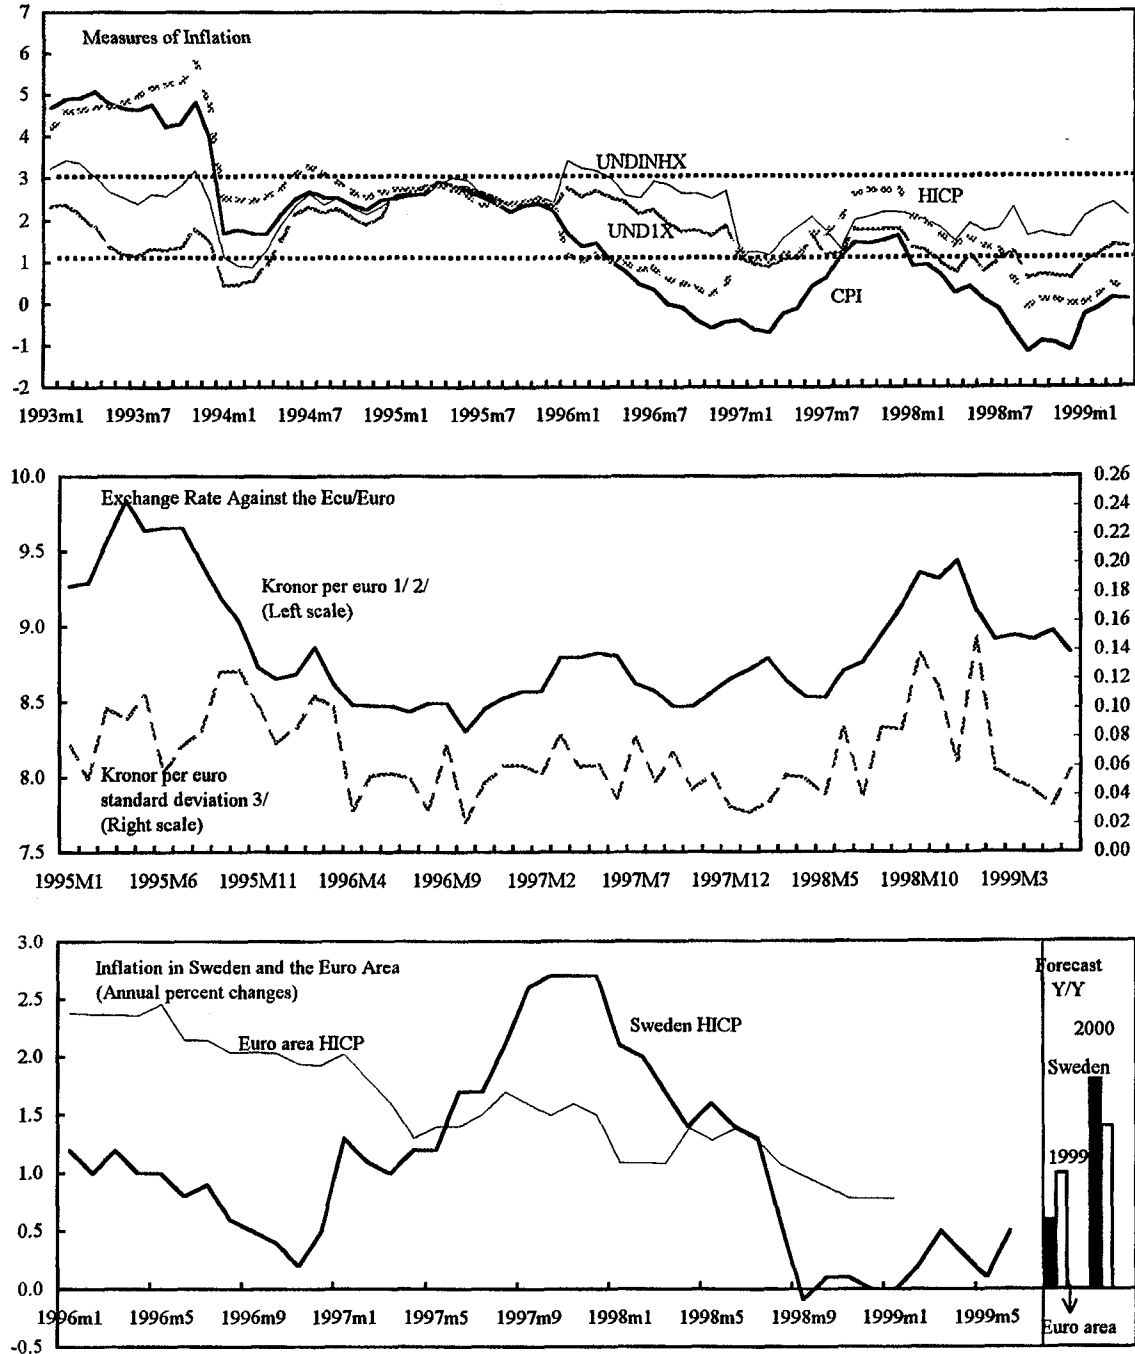 7
Measures of Inflation
6
5
4
3
UNDINHX
HICP
2
UND1X
1
CPI
0
-1
-2
1993m1 1993m7 1994m1 1994m7 1995m1 1995m7 1996m1 1996m7 1997m1 1997m7 1998m1 1998m7 1999m1
10.0 0.26
Exchange Rate Against the Ecu/Euro
0.24
0.22
9.5
0.20
Kronor per euro 1/ 2/
(Left scale)
0.18
0.16
9.0
0.14
0.12
8.5
0.10
0.08
8.0
Kronor per euro
standard deviation 3/
(Right scale)
0.06
0.04
0.02
7.5 0.00
1995M1 1995M6 1995M11 1996M4 1996M9 1997M2 1997M7 1997M12 1998M5 1998M10 1999M3
3.0
Inflation in Sweden and the Euro Area
(Annual percent changes)
Forecast
Y/Y
2.5
Sweden HICP
2000
Euro area HICP
2.0
Sweden
1.5
1999
1.0
0.5
0.0
1996m1 1996m5 1996m9 1997m1 1997m5 1997m9 1998m1 1998m5 1998m9 1999m1 1999m5
Euro area
-0.5